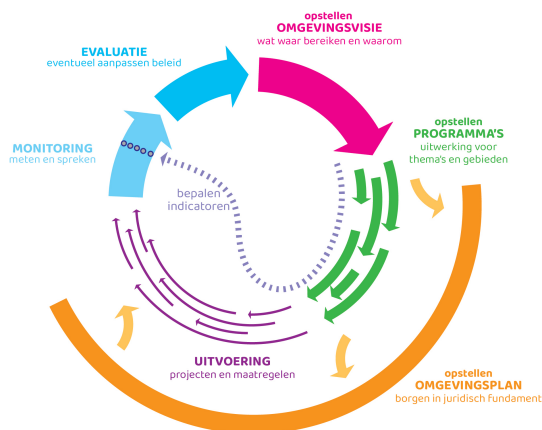 opstellen
OMGEVINGSVISIE
wat waar bereiken en waarom
EVALUATIE
eventueel aanpassen beleid
opstellen
PROGRAMMA'S
uitwerking voor
thema's en gebieden
MONITORING
meten en spreken
bepalen
indicatoren
UITVOERING
projecten en maatregelen
opstellen
OMGEVINGSPLAN
borgen in juridisch fundament